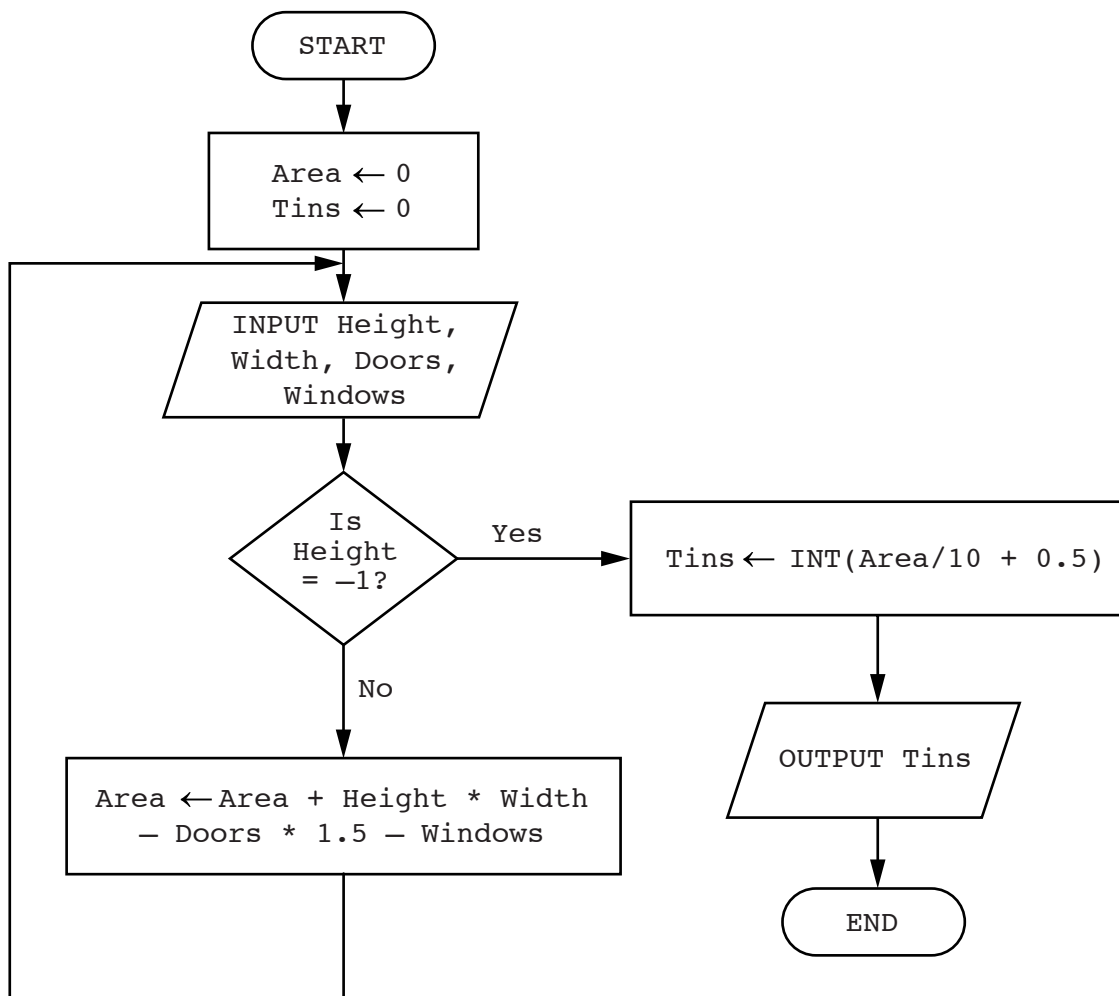 START
Area ← 0
Tins ← 0
INPUT Height,
Width, Doors,
Windows
Is
Height
= –1?
Yes
No
Tins ← INT(Area/10 + 0.5)
OUTPUT Tins
END
Area ← Area + Height * Width
– Doors * 1.5 – Windows